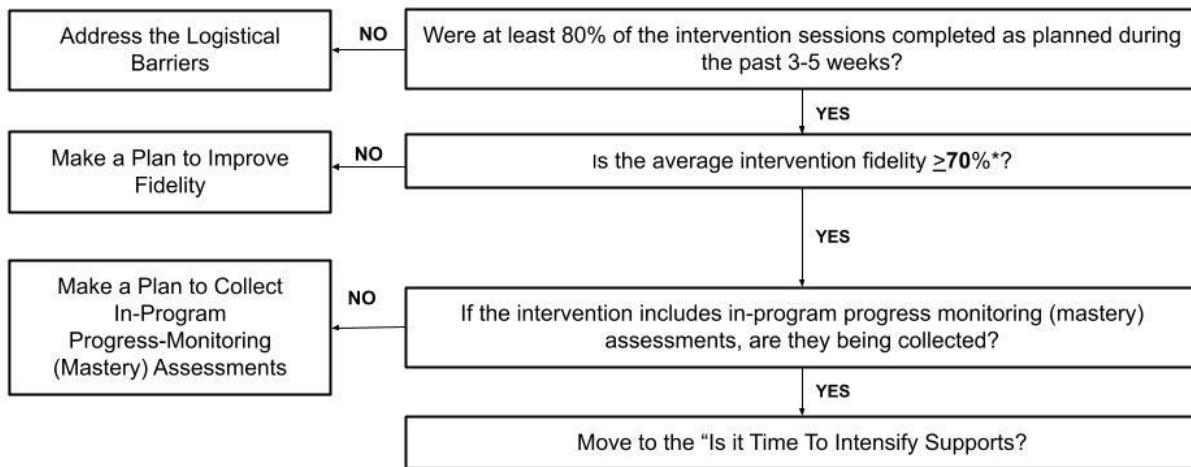 Address the Logistical
Barriers
NO
Were at least 80% of the intervention sessions completed as planned during
the past 3-5 weeks?
YES
Make a Plan to Improve
Fidelity
NO
Is the average intervention fidelity ≥70%*?
YES
Make a Plan to Collect
In-Program
Progress-Monitoring
(Mastery) Assessments
NO
If the intervention includes in-program progress monitoring (mastery)
assessments, are they being collected?
YES
Move to the “Is it Time To Intensify Supports?